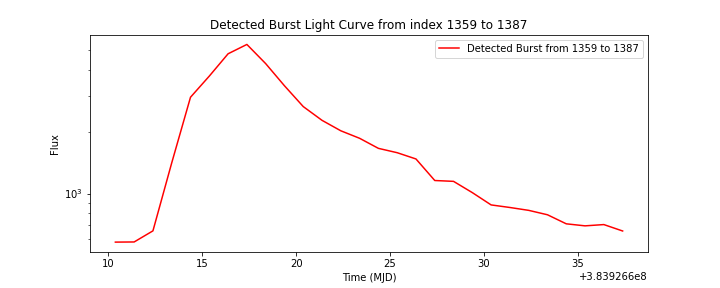 Detected Burst Light Curve from index 1359 to 1387
Detected Burst from 1359 to 1387
Flux
10³
10 15 20 25 30 35
Time (MJD)
+3.839266e8